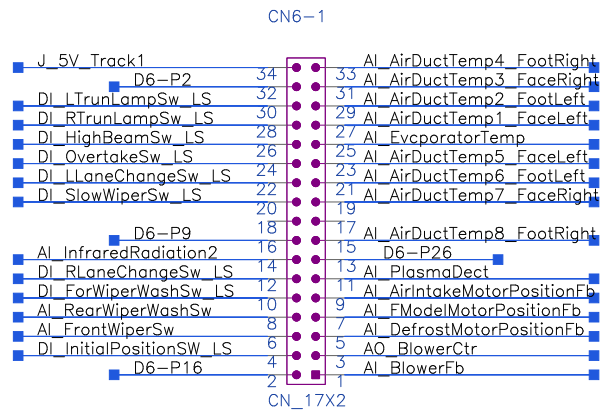 CN6-1
J_5V_Track1 34 33 AI_AirDuctTemp4_FootRight
D6-P2 32 31 AI_AirDuctTemp3_FaceRight
DI_LTrunLampSw_LS 30 29 AI_AirDuctTemp2_FootLeft
DI_RTrunLampSw_LS 28 27 AI_AirDuctTemp1_FaceLeft
DI_HighBeamSw_LS 26 25 AI_EvcporatorTemp
DI_OvertakeSw_LS 24 23 AI_AirDuctTemp5_FaceLeft
DI_LLaneChangeSw_LS 22 21 AI_AirDuctTemp6_FootLeft
DI_SlowWiperSw_LS 20 19 AI_AirDuctTemp7_FaceRight
18 17
D6-P9 16 15 AI_AirDuctTemp8_FootRight
AI_InfraredRadiation2 14 13 D6-P26
DI_RLaneChangeSw_LS 12 11 AI_PlasmaDect
DI_ForWiperWashSw_LS 10 9 AI_AirIntakeMotorPositionFb
AI_RearWiperWashSw 8 7 AI_FModelMotorPositionFb
AI_FrontWiperSw 6 5 AI_DefrostMotorPositionFb
DI_InitialPositionSW_LS 4 3 AO_BlowerCtr
D6-P16 2 1 AI_BlowerFb
CN_17X2